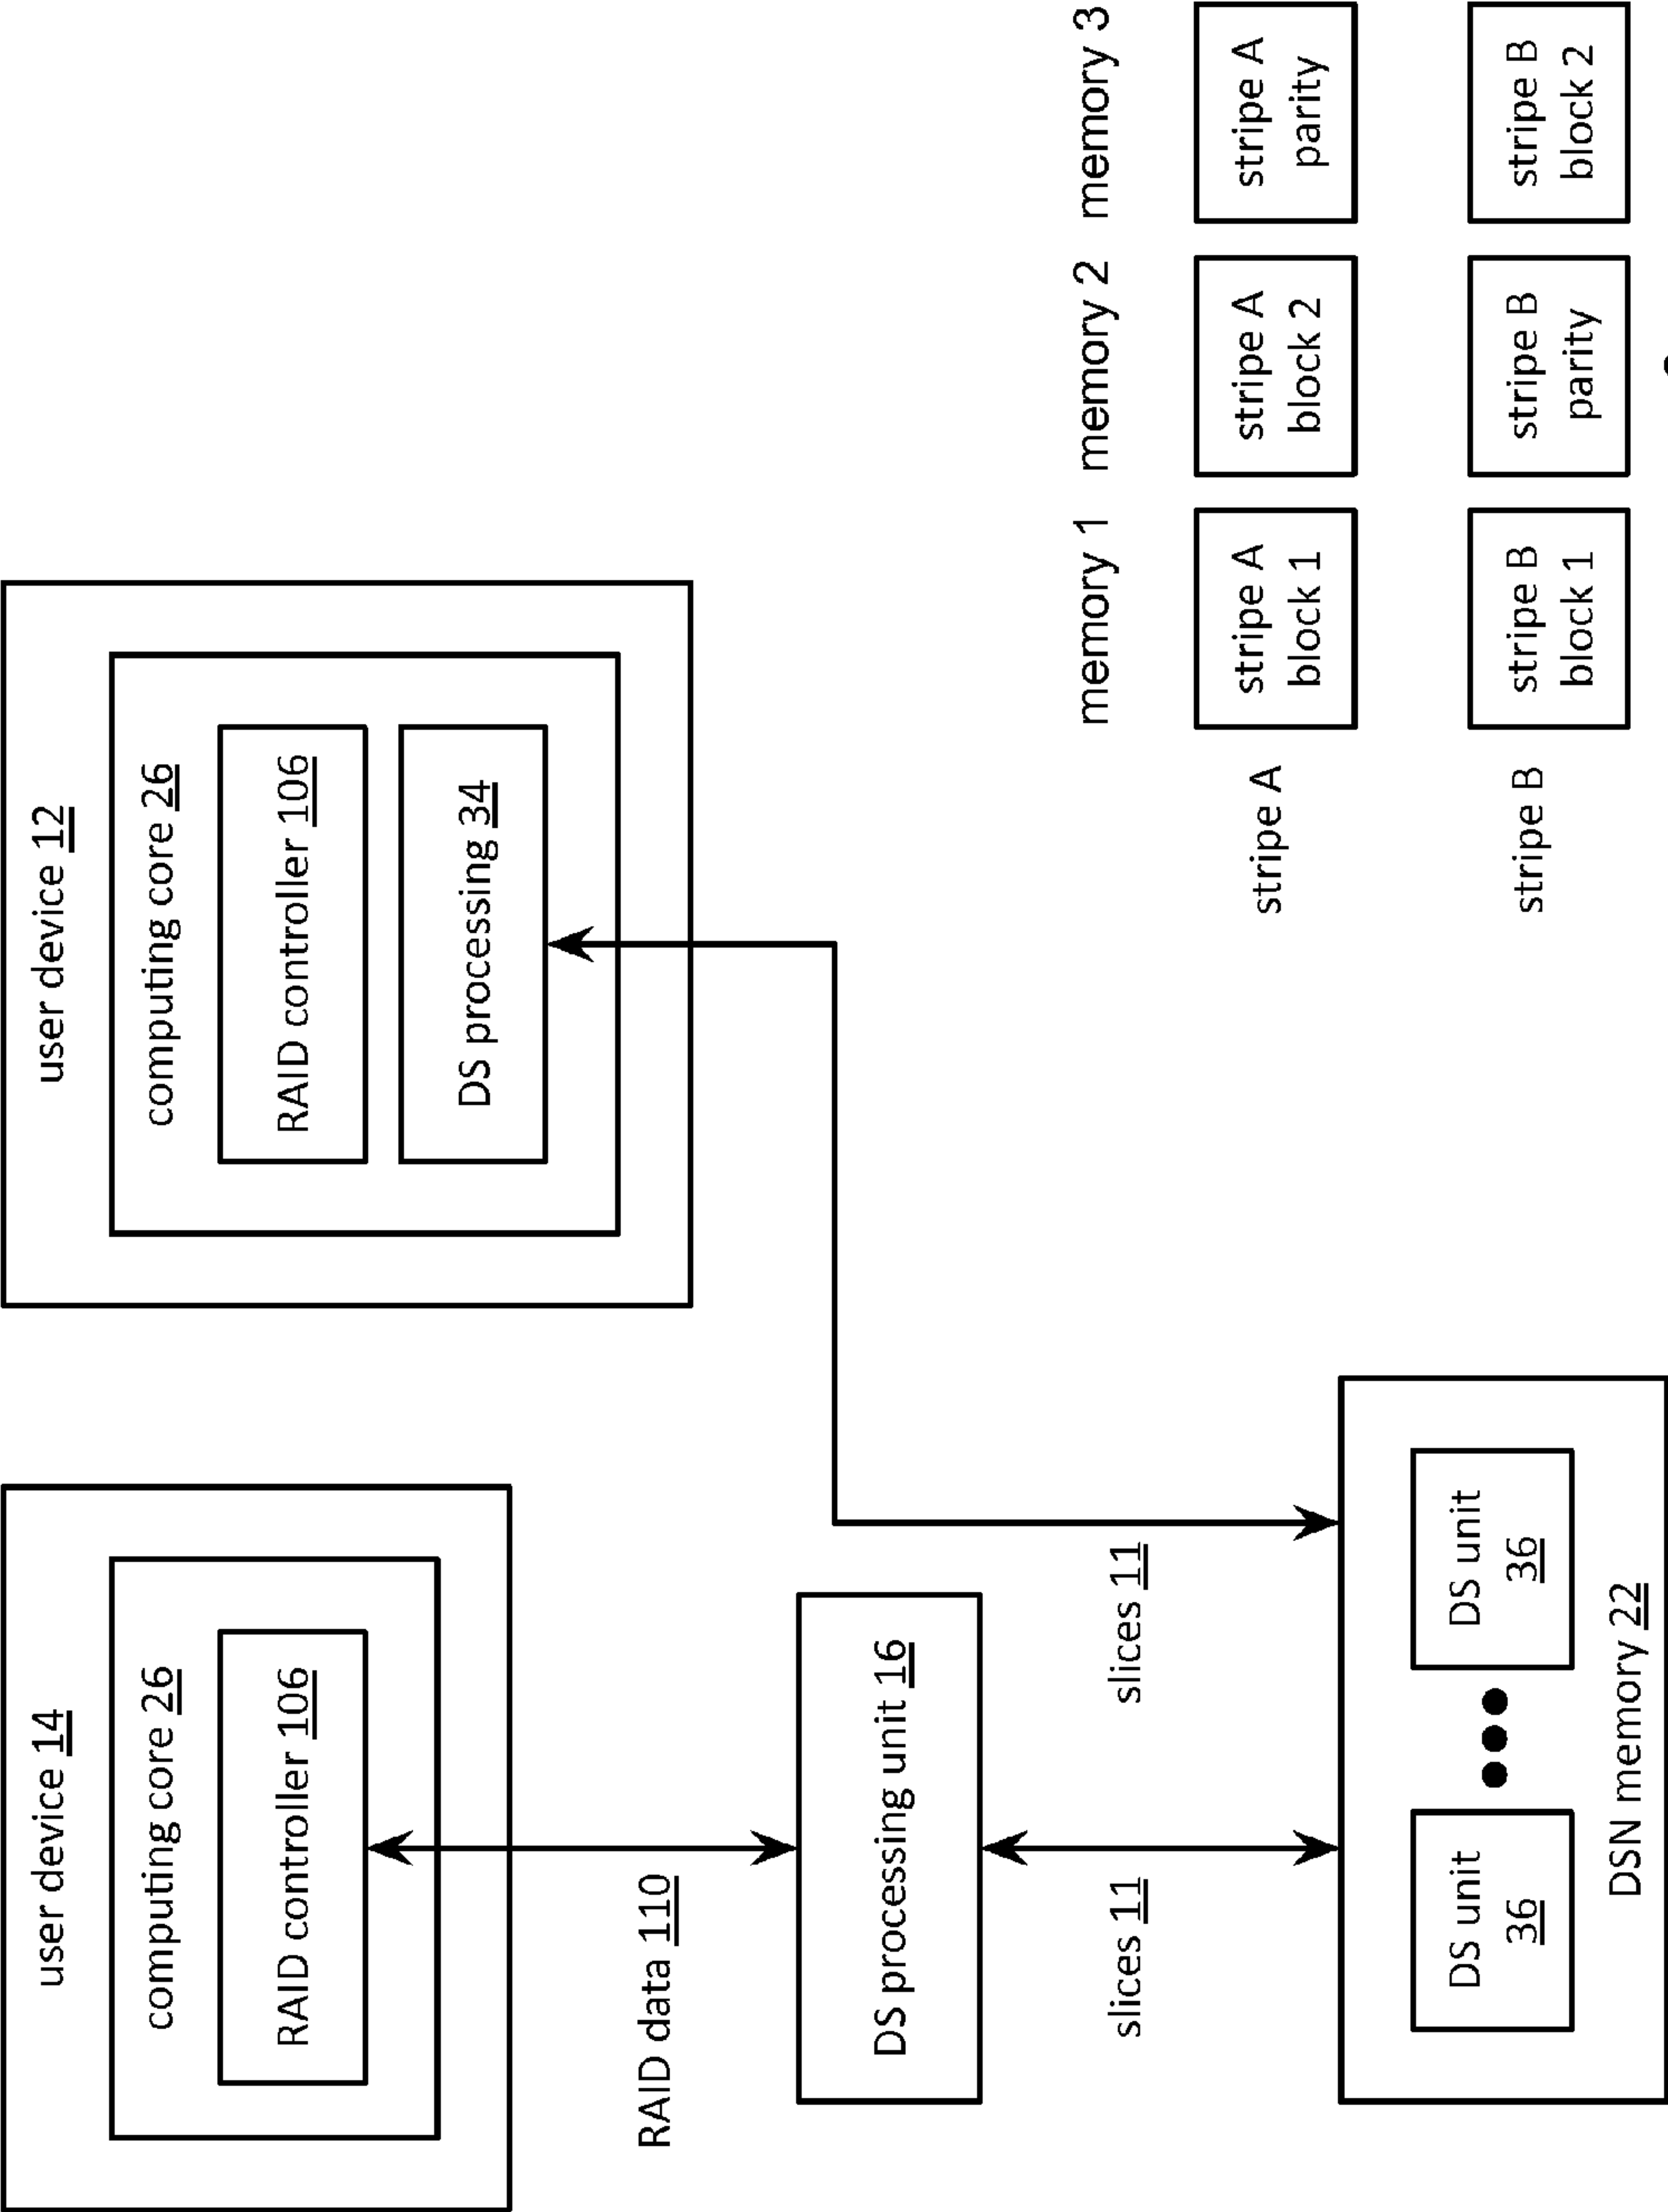 user device 14
computing core 26
RAID controller 106
RAID data 110
DS processing unit 16
slices 11
slices 11
DS unit
36
DS unit
36
DSN memory 22
user device 12
computing core 26
RAID controller 106
DS processing 34
memory 1 memory 2 memory 3
stripe A
stripe A
block 1
stripe A
block 2
stripe A
parity
stripe B
stripe B
block 1
stripe B
parity
stripe B
block 2